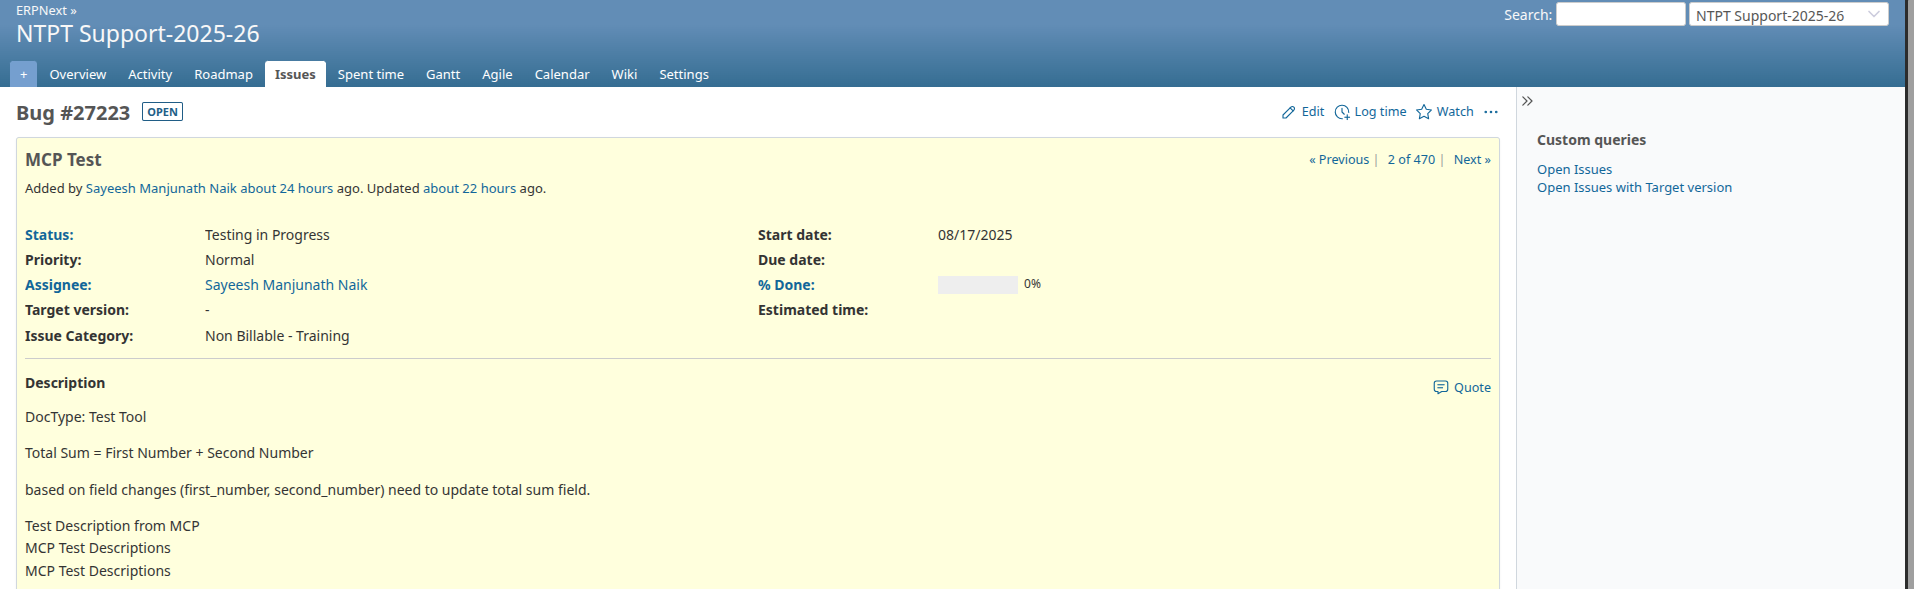 ERPNext »
Search:
NTPT Support-2025-26
NTPT Support-2025-26
+ Overview Activity Roadmap Issues Spent time Gantt Agile Calendar Wiki Settings
Bug #27223 OPEN
Edit Log time Watch ...
MCP Test
« Previous | 2 of 470 | Next »
Added by Sayeesh Manjunath Naik about 24 hours ago. Updated about 22 hours ago.
Status: Testing in Progress
Start date: 08/17/2025
Priority: Normal
Due date:
Assignee: Sayeesh Manjunath Naik
% Done: 0%
Target version: -
Estimated time:
Issue Category: Non Billable - Training
Description
Quote
DocType: Test Tool
Total Sum = First Number + Second Number
based on field changes (first_number, second_number) need to update total sum field.
Test Description from MCP
MCP Test Descriptions
MCP Test Descriptions
Custom queries
Open Issues
Open Issues with Target version